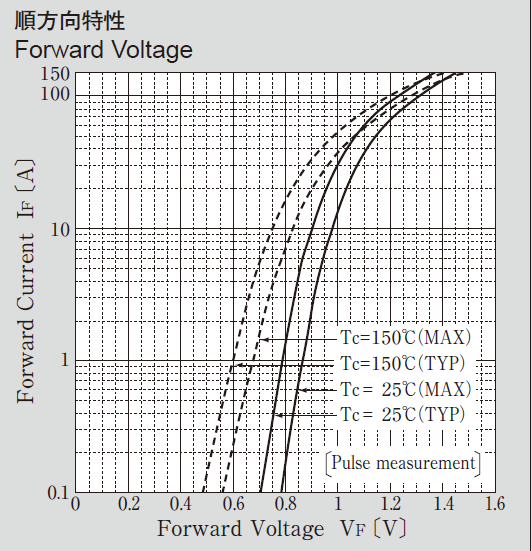 順方向特性
Forward Voltage
150
100
10
1
0.1
Forward Current IF〔A〕
Tc=150℃(MAX)
Tc=150℃(TYP)
Tc= 25℃(MAX)
Tc= 25℃(TYP)
〔Pulse measurement〕
0 0.2 0.4 0.6 0.8 1 1.2 1.4 1.6
Forward Voltage VF〔V〕